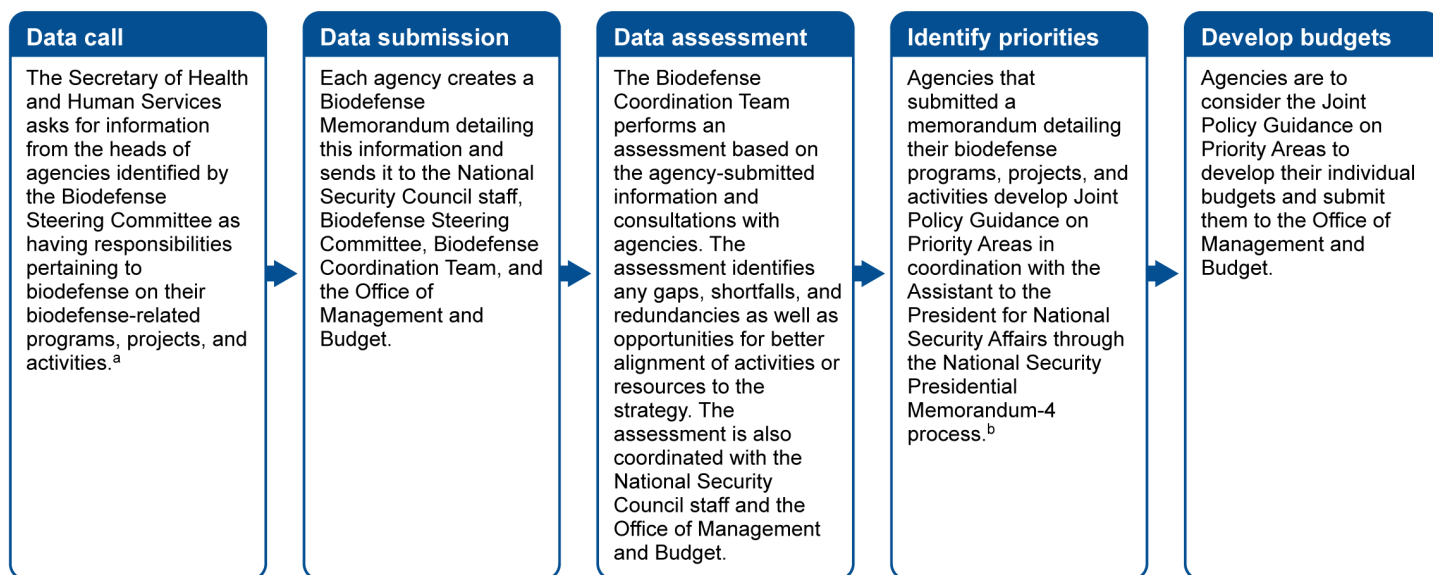 Data call
The Secretary of Health
and Human Services
asks for information
from the heads of
agencies identified by
the Biodefense
Steering Committee as
having responsibilities
pertaining to
biodefense on their
biodefense-related
programs, projects, and
activities.a
Data submission
Each agency creates a
Biodefense
Memorandum detailing
this information and
sends it to the National
Security Council staff,
Biodefense Steering
Committee, Biodefense
Coordination Team, and
the Office of
Management and
Budget.
Data assessment
The Biodefense
Coordination Team
performs an
assessment based on
the agency-submitted
information and
consultations with
agencies. The
assessment identifies
any gaps, shortfalls, and
redundancies as well as
opportunities for better
alignment of activities or
resources to the
strategy. The
assessment is also
coordinated with the
National Security
Council staff and the
Office of Management
and Budget.
Identify priorities
Agencies that
submitted a
memorandum detailing
their biodefense
programs, projects, and
activities develop Joint
Policy Guidance on
Priority Areas in
coordination with the
Assistant to the
President for National
Security Affairs through
the National Security
Presidential
Memorandum-4
process.b
Develop budgets
Agencies are to
consider the Joint
Policy Guidance on
Priority Areas to
develop their individual
budgets and submit
them to the Office of
Management and
Budget.